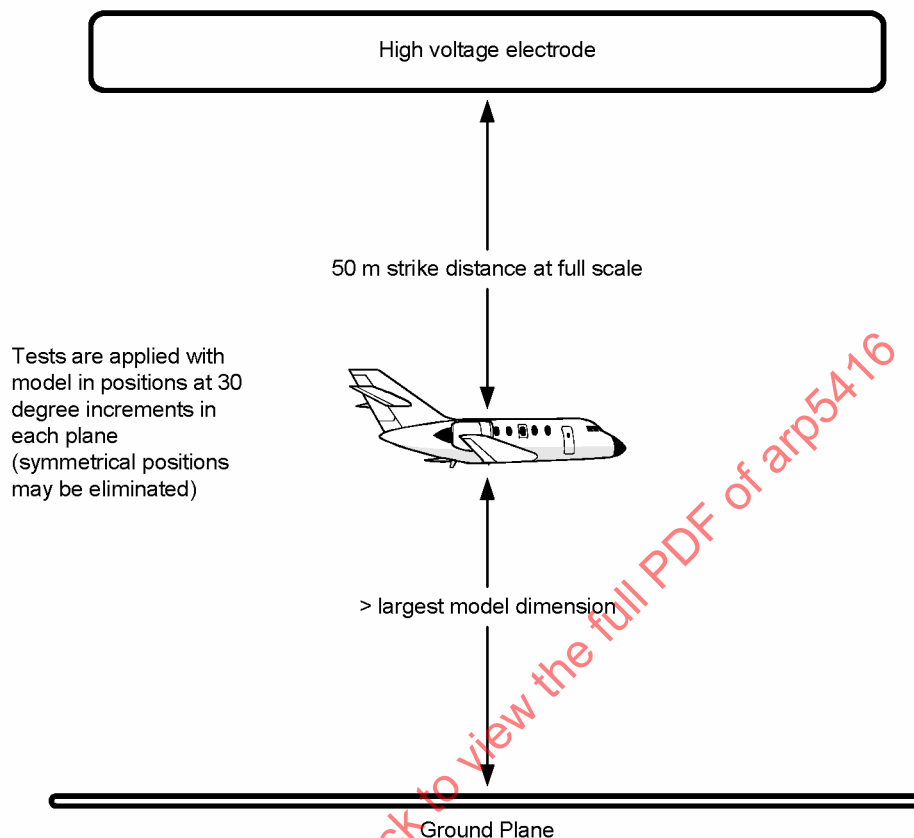 High voltage electrode
50 m strike distance at full scale
Tests are applied with
model in positions at 30
degree increments in
each plane
(symmetrical positions
may be eliminated)
> largest model dimension
Ground Plane
to view the full PDF of arp5416